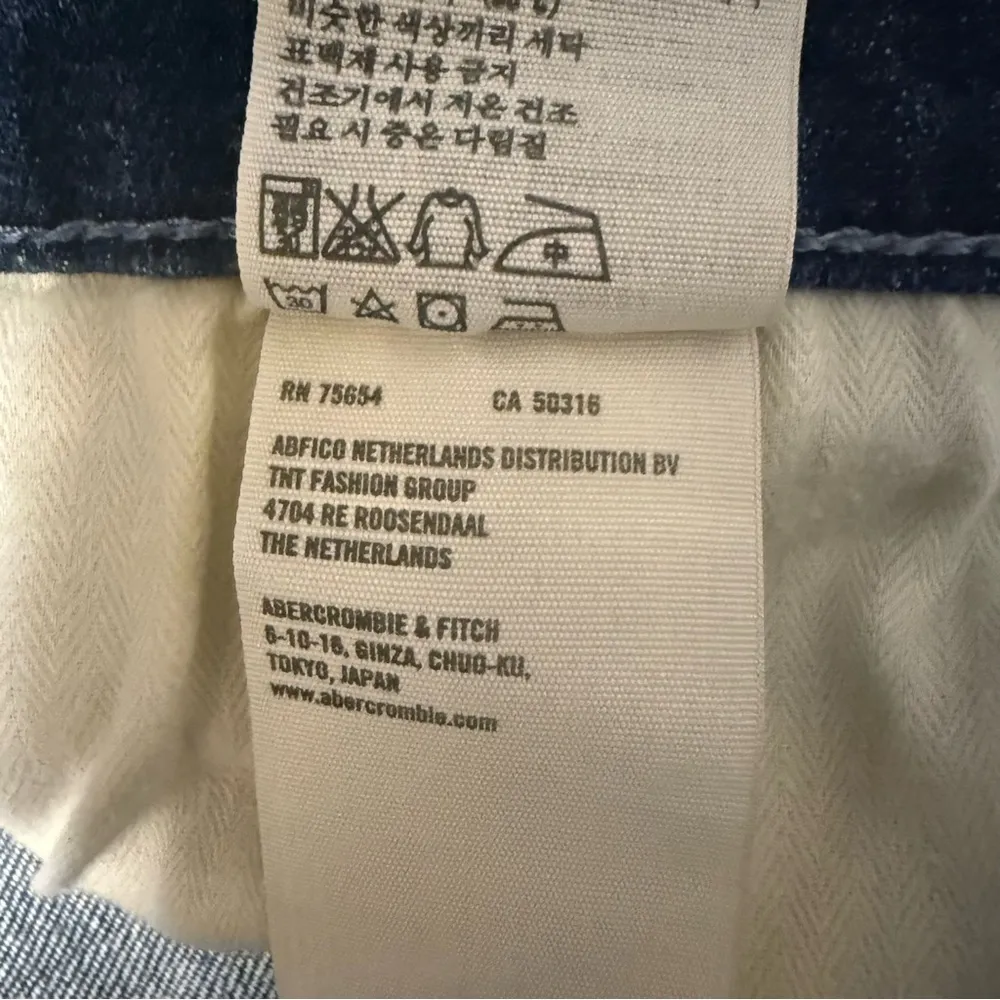 비슷한 색상끼리 세탁
표백제 사용 금지
건조기에서 저온 건조
필요 시 중온 다림질
中
30
RN 75654 CA 50316
ABFICO NETHERLANDS DISTRIBUTION BV
TNT FASHION GROUP
4704 RE ROOSENDAAL
THE NETHERLANDS
ABERCROMBIE & FITCH
6-10-16, GINZA, CHUO-KU,
TOKYO, JAPAN
www.abercrombie.com